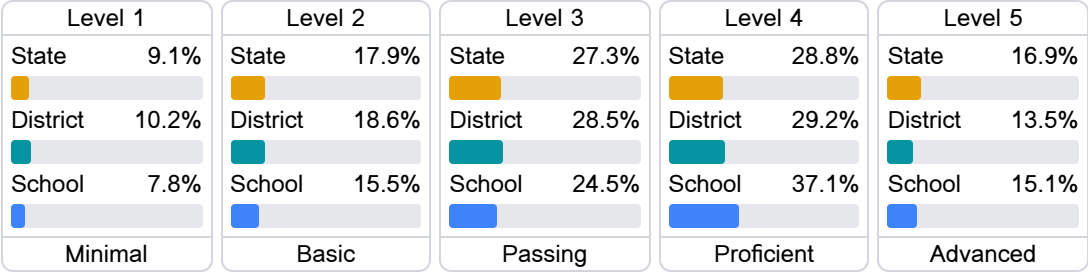 Level 1
State 9.1%
District 10.2%
School 7.8%
Minimal
Level 2
State 17.9%
District 18.6%
School 15.5%
Basic
Level 3
State 27.3%
District 28.5%
School 24.5%
Passing
Level 4
State 28.8%
District 29.2%
School 37.1%
Proficient
Level 5
State 16.9%
District 13.5%
School 15.1%
Advanced